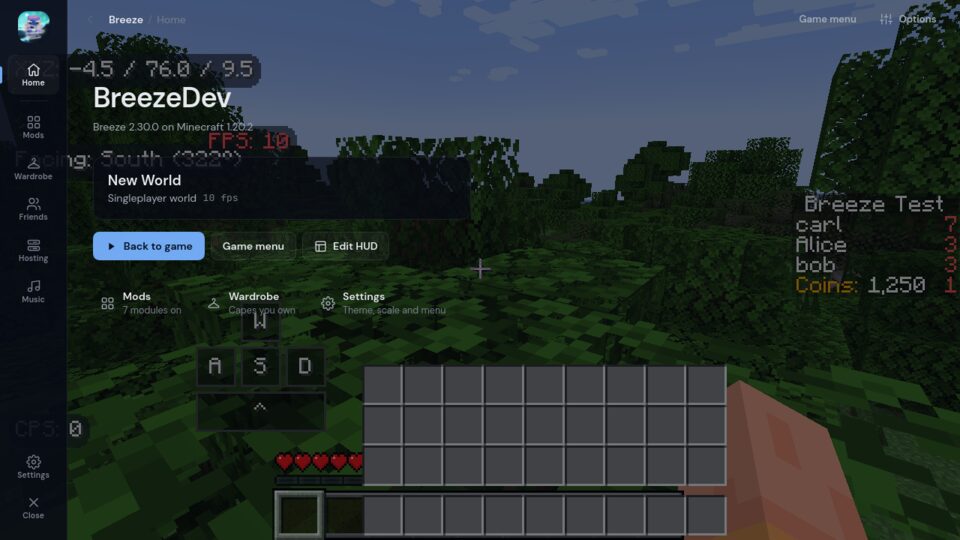 Breeze / Home
Game menu
Options
XYZ: -4.5 / 76.0 / 9.5
Home
BreezeDev
Breeze 2.30.0 on Minecraft 1.20.2
FPS: 10
Mods
Facing: South (322°)
Wardrobe
New World
Singleplayer world 10 fps
Friends
Breeze Test
carl 7
Alice 3
bob 3
Coins: 1,250 1
Back to game
Game menu
Edit HUD
Hosting
Music
Mods
7 modules on
Wardrobe
Capes you own
Settings
Theme, scale and menu
W
A S D
^
CPS: 0
Settings
Close